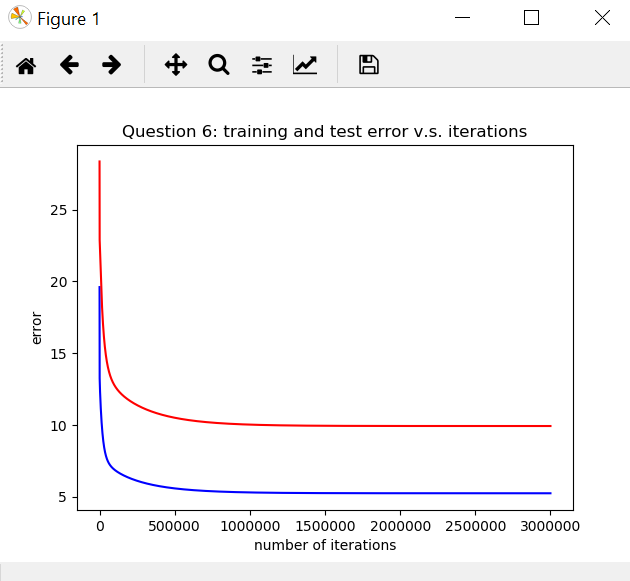 Figure 1
Question 6: training and test error v.s. iterations
25
20
15
10
5
error
0 500000 1000000 1500000 2000000 2500000 3000000
number of iterations